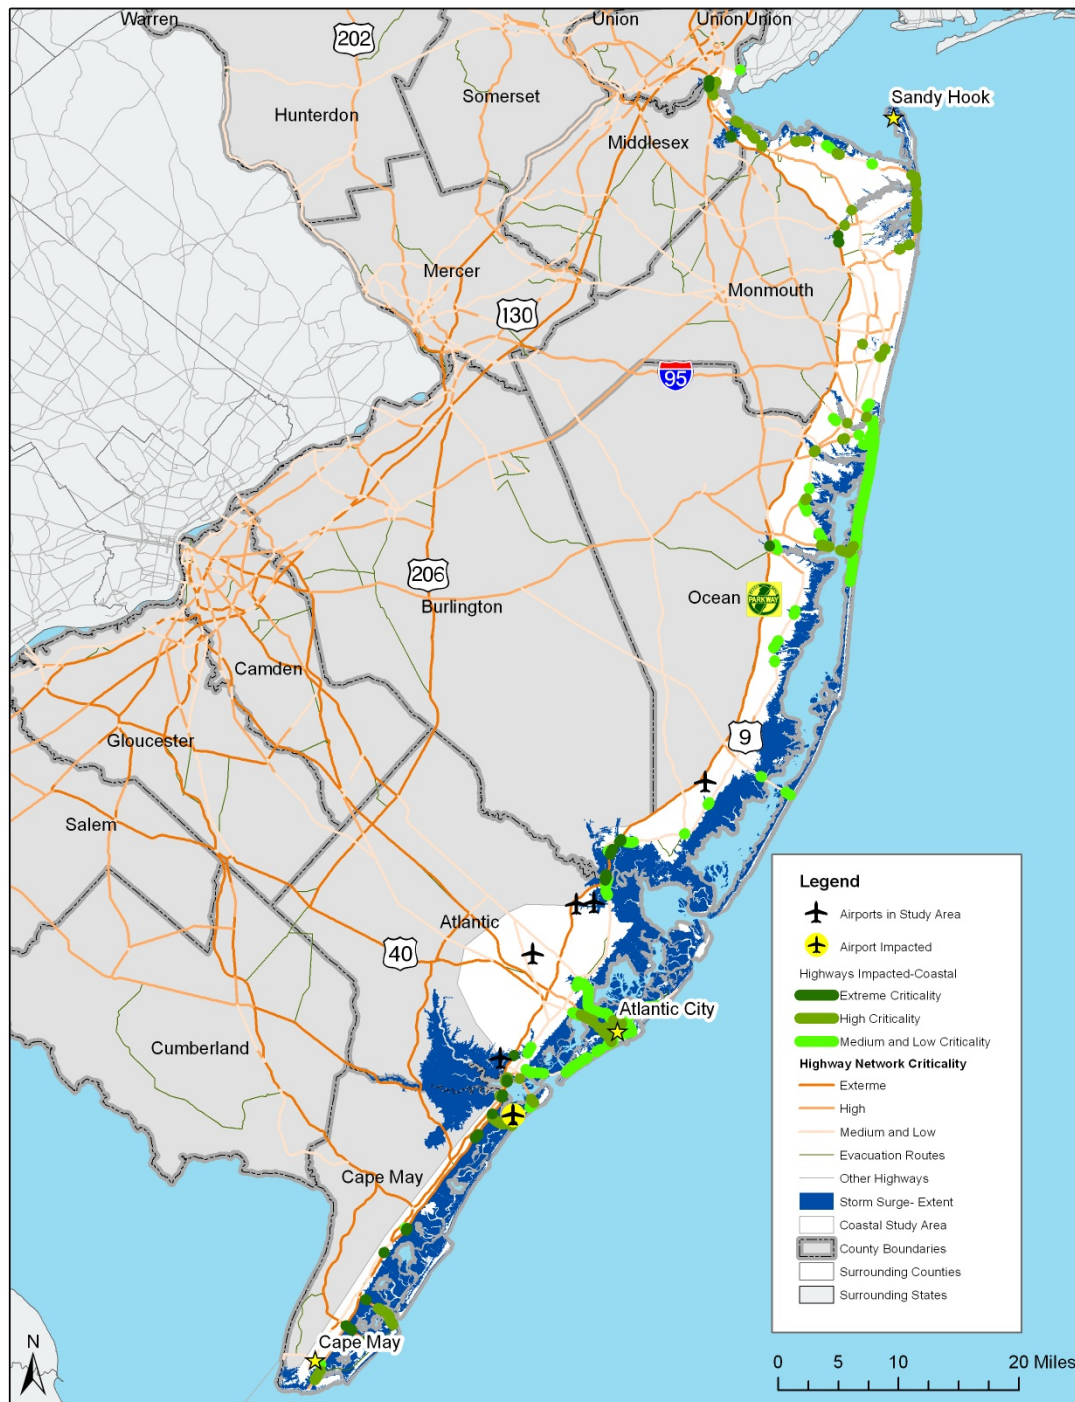 Warren
Union
Union Union
202
Somerset
Hunterdon
Sandy Hook
Middlesex
Mercer
Monmouth
130
95
206
Burlington
Ocean
PARKWAY
Camden
Gloucester
9
Salem
Atlantic
40
Atlantic City
Cumberland
Cape May
Cape May
N
Legend
Airports in Study Area
Airport Impacted
Highways Impacted-Coastal
Extreme Criticality
High Criticality
Medium and Low Criticality
Highway Network Criticality
Exterme
High
Medium and Low
Evacuation Routes
Other Highways
Storm Surge- Extent
Coastal Study Area
County Boundaries
Surrounding Counties
Surrounding States
0 5 10 20 Miles